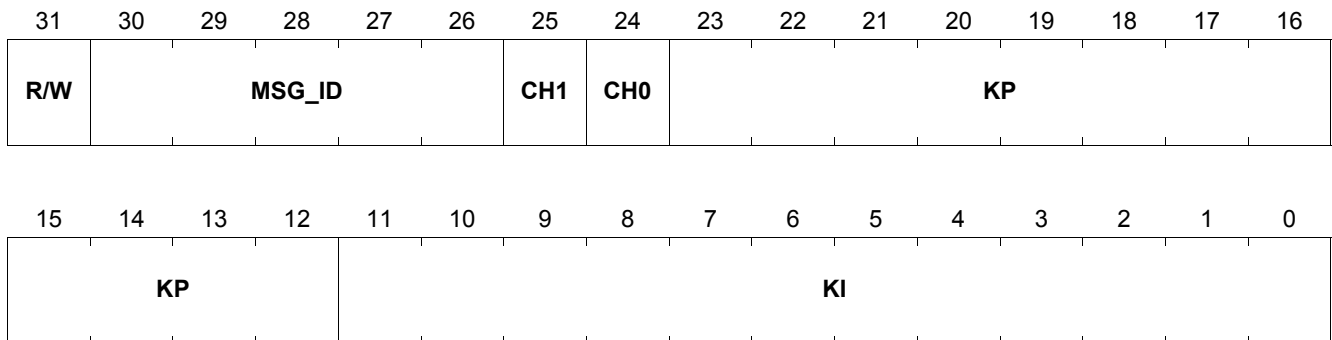 31 30 29 28 27 26 25 24 23 22 21 20 19 18 17 16
R/W MSG_ID CH1 CH0 KP
15 14 13 12 11 10 9 8 7 6 5 4 3 2 1 0
KP KI